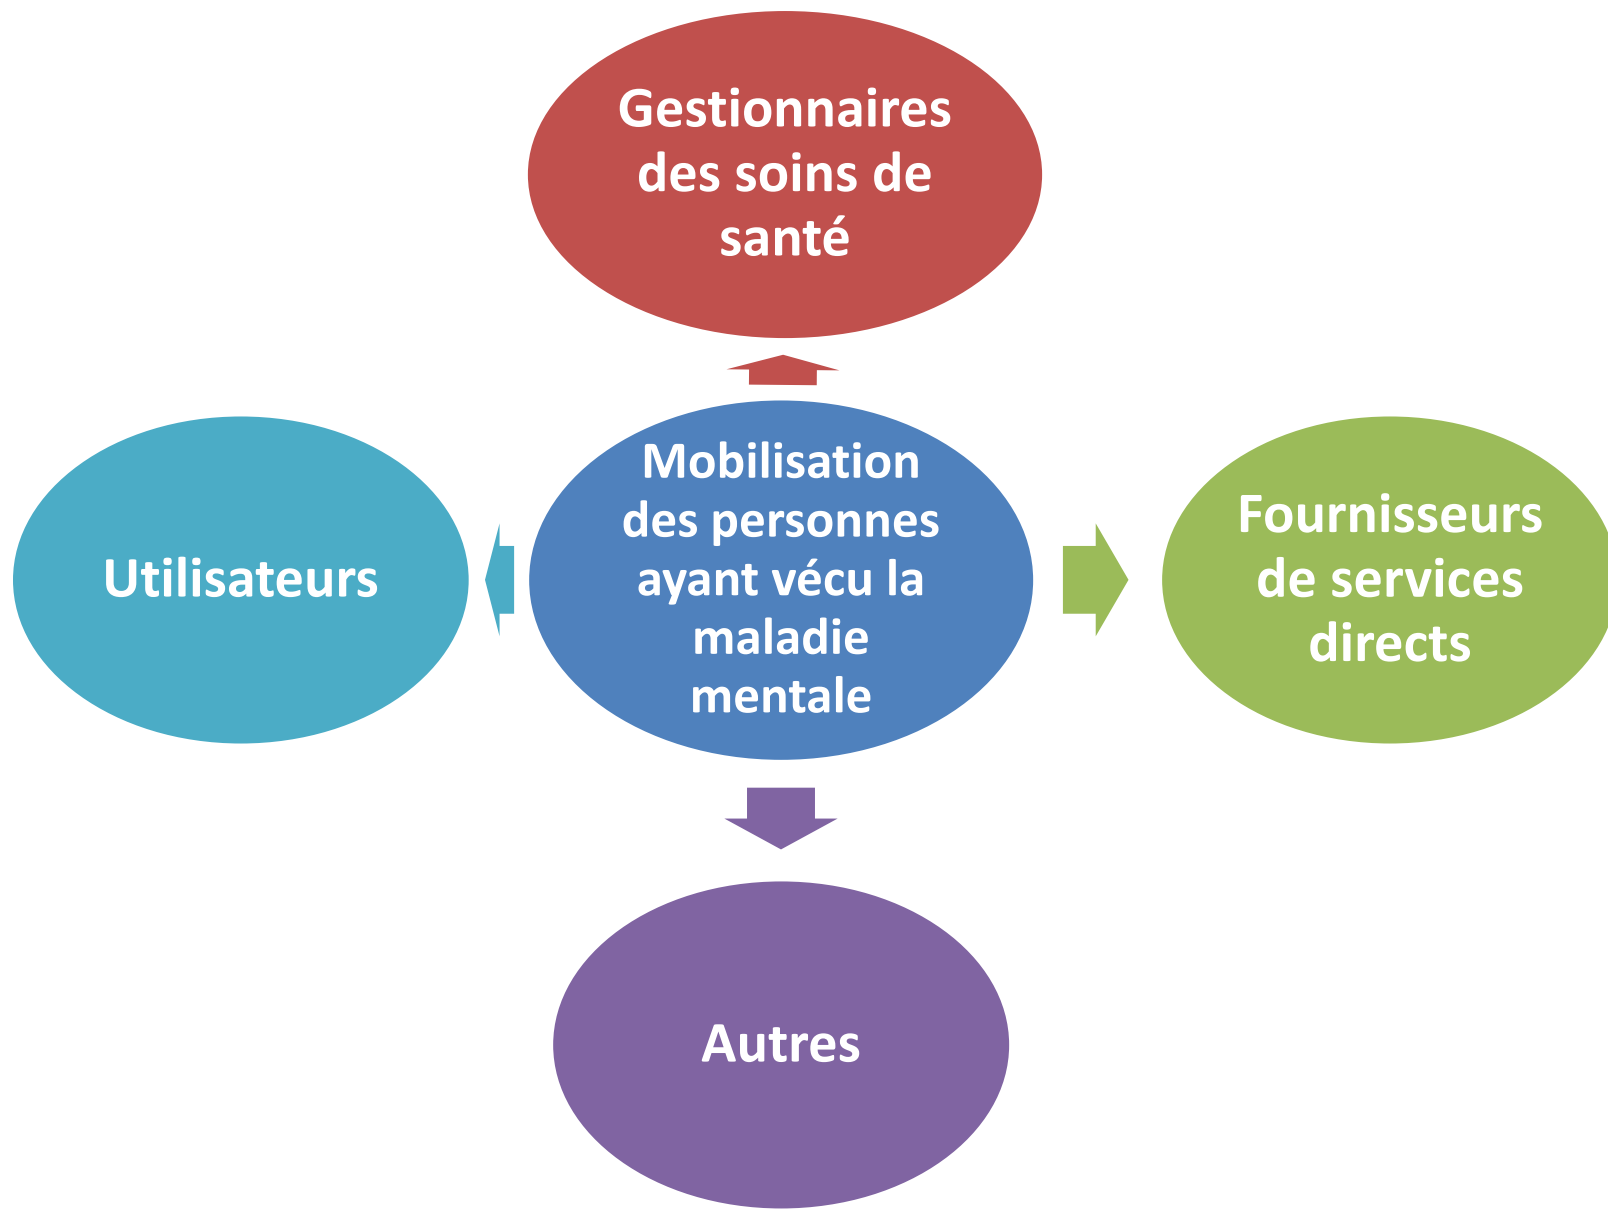 Gestionnaires
des soins de
santé
Utilisateurs
Mobilisation
des personnes
ayant vécu la
maladie
mentale
Fournisseurs
de services
directs
Autres